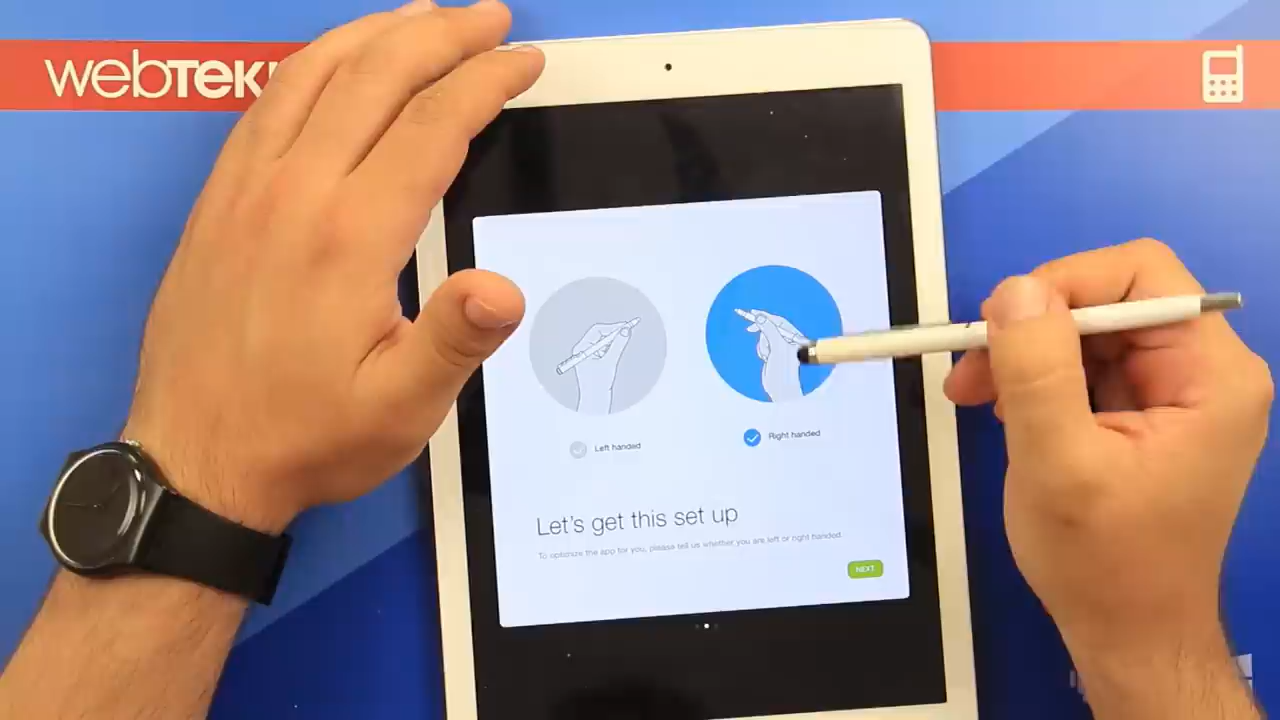 webTEK
Left handed
Right handed
Let's get this set up
To optimize the app for you, please tell us whether you are left or right handed.
NEXT